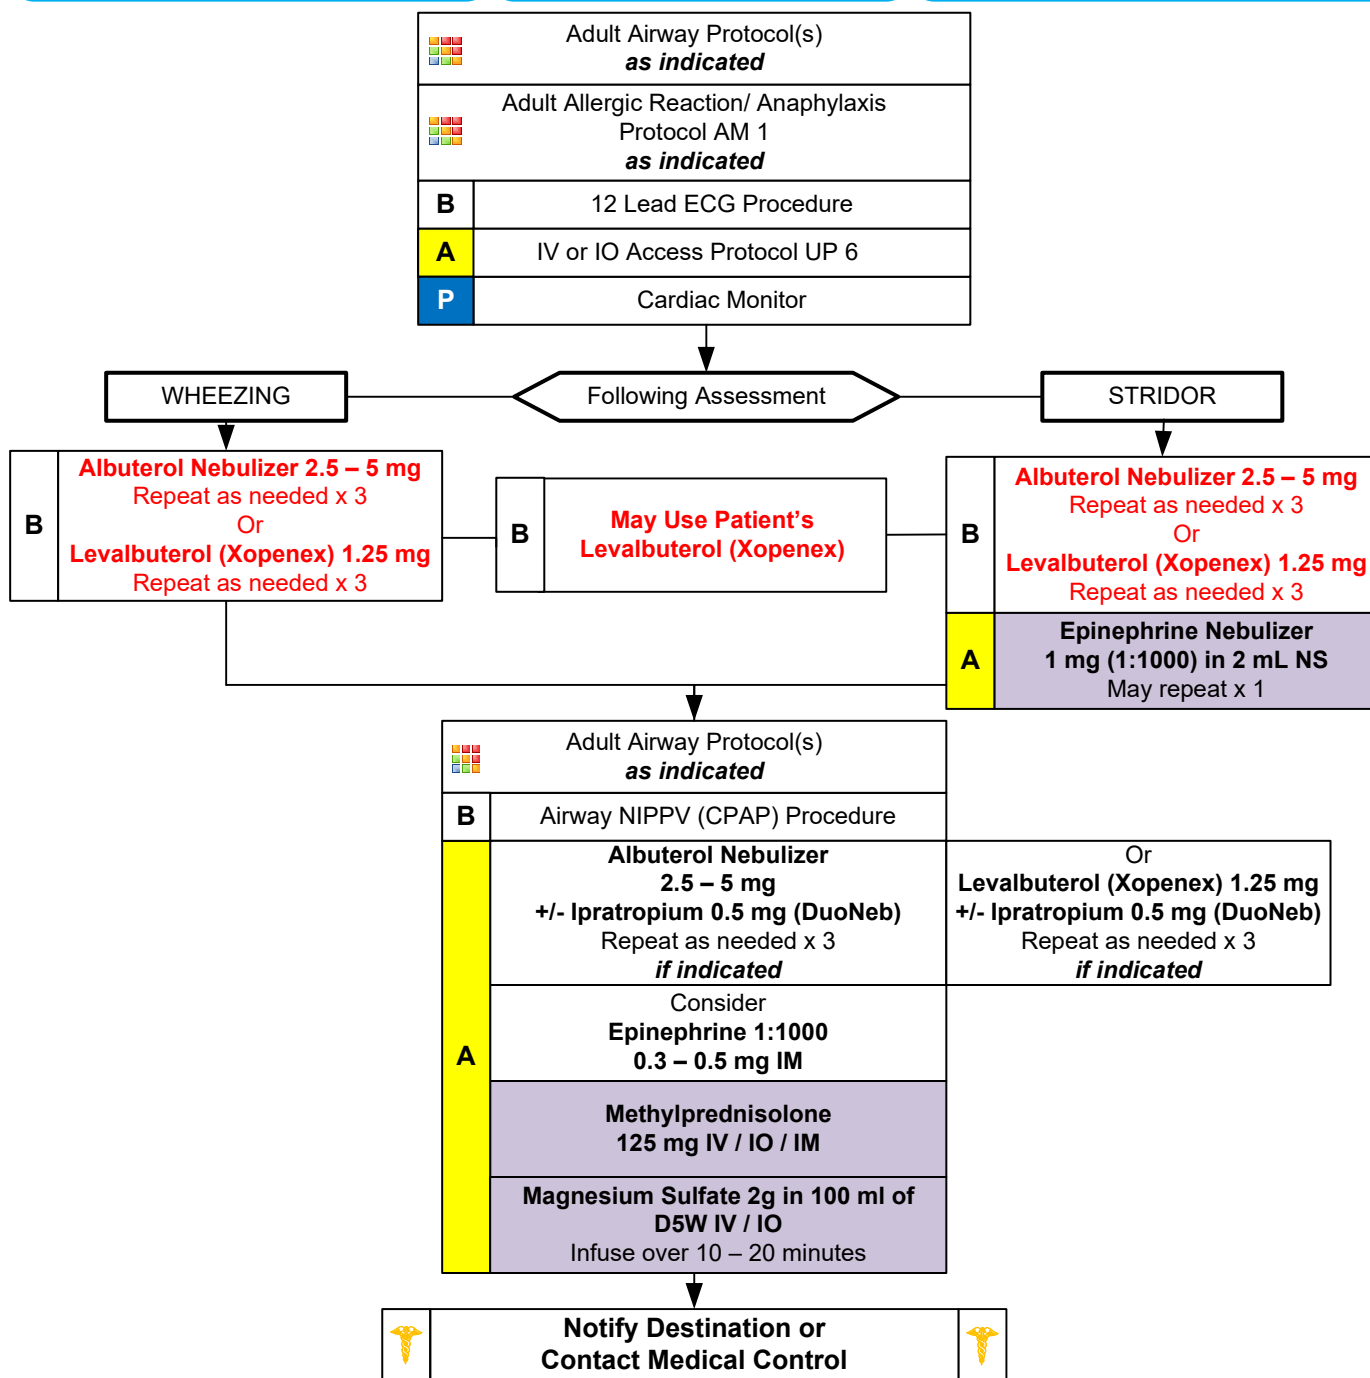 Adult Airway Protocol(s)
as indicated
Adult Allergic Reaction/ Anaphylaxis
Protocol AM 1
as indicated
B
12 Lead ECG Procedure
A
IV or IO Access Protocol UP 6
P
Cardiac Monitor
WHEEZING
Following Assessment
STRIDOR
B
Albuterol Nebulizer 2.5 – 5 mg
Repeat as needed x 3
Or
Levalbuterol (Xopenex) 1.25 mg
Repeat as needed x 3
B
May Use Patient’s
Levalbuterol (Xopenex)
B
Albuterol Nebulizer 2.5 – 5 mg
Repeat as needed x 3
Or
Levalbuterol (Xopenex) 1.25 mg
Repeat as needed x 3
A
Epinephrine Nebulizer
1 mg (1:1000) in 2 mL NS
May repeat x 1
Adult Airway Protocol(s)
as indicated
B
Airway NIPPV (CPAP) Procedure
A
Albuterol Nebulizer
2.5 – 5 mg
+/- Ipratropium 0.5 mg (DuoNeb)
Repeat as needed x 3
if indicated
Or
Levalbuterol (Xopenex) 1.25 mg
+/- Ipratropium 0.5 mg (DuoNeb)
Repeat as needed x 3
if indicated
Consider
Epinephrine 1:1000
0.3 – 0.5 mg IM
Methylprednisolone
125 mg IV / IO / IM
Magnesium Sulfate 2g in 100 ml of
D5W IV / IO
Infuse over 10 – 20 minutes
Notify Destination or
Contact Medical Control